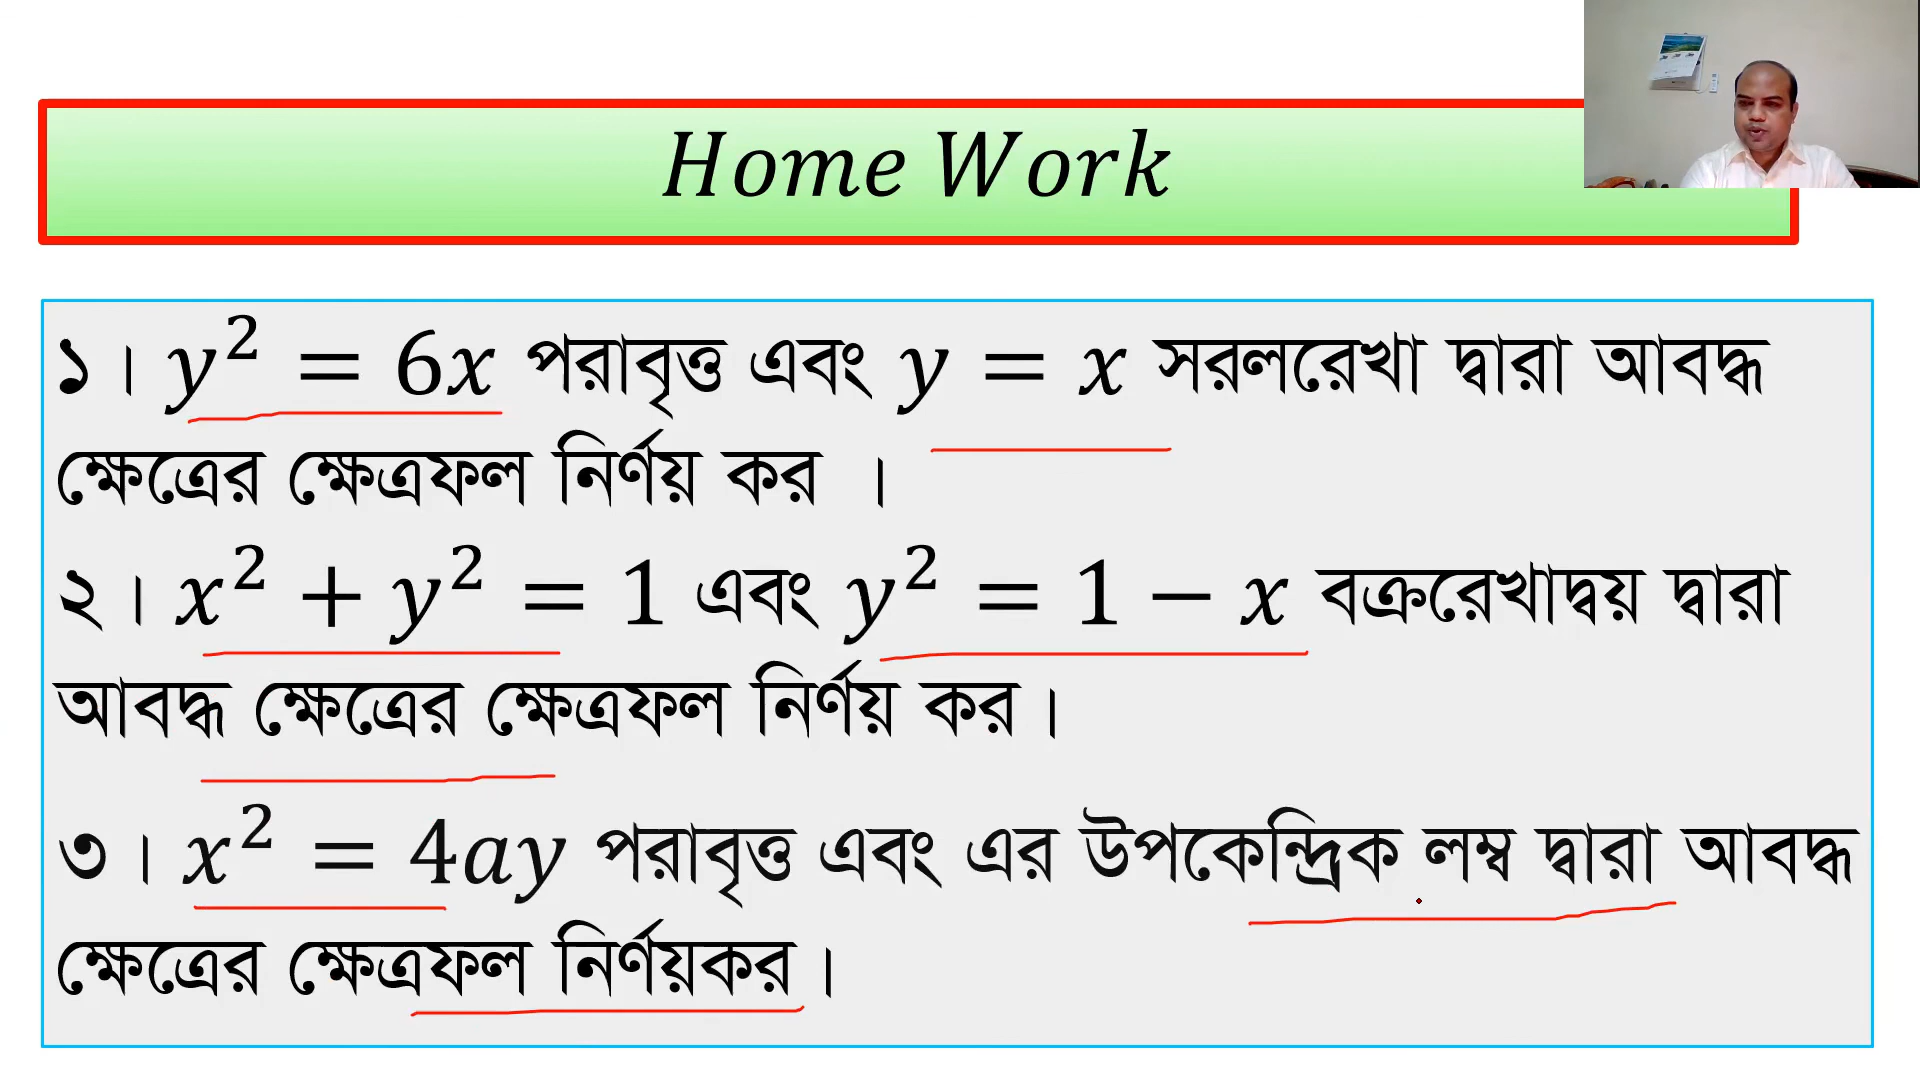 Home Work
১। y² = 6x পরাবৃত্ত এবং y = x সরলরেখা দ্বারা আবদ্ধ
ক্ষেত্রের ক্ষেত্রফল নির্ণয় কর ।
২। x² + y² = 1 এবং y² = 1 − x বক্ররেখাদ্বয় দ্বারা
আবদ্ধ ক্ষেত্রের ক্ষেত্রফল নির্ণয় কর।
৩। x² = 4ay পরাবৃত্ত এবং এর উপকেন্দ্রিক লম্ব দ্বারা আবদ্ধ
ক্ষেত্রের ক্ষেত্রফল নির্ণয়কর।